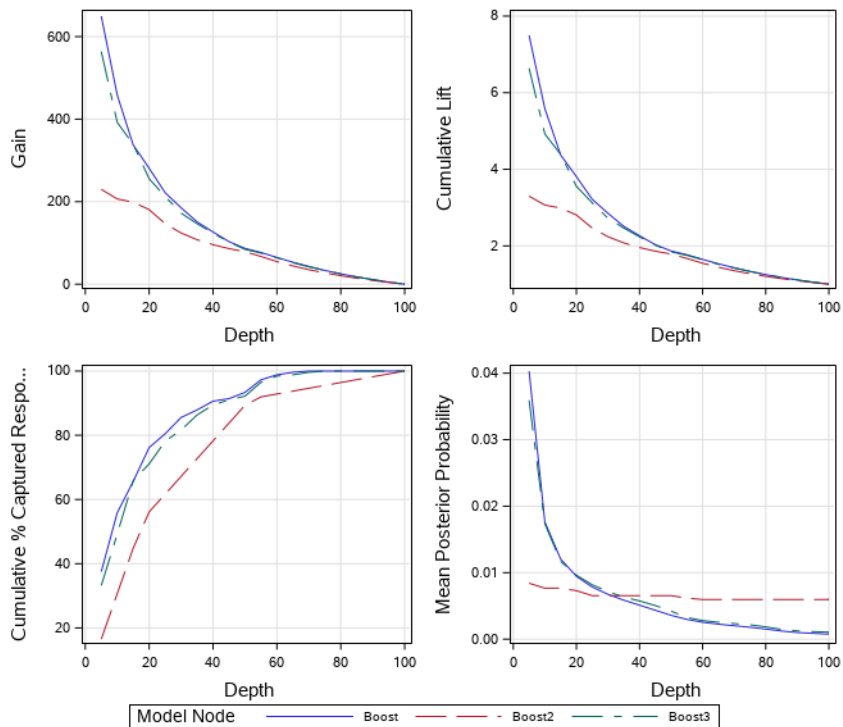 600
400
200
0
Gain
0 20 40 60 80 100
Depth
8
6
4
2
Cumulative Lift
0 20 40 60 80 100
Depth
100
80
60
40
20
Cumulative % Captured Respo...
0 20 40 60 80 100
Depth
0.04
0.03
0.02
0.01
0.00
Mean Posterior Probability
0 20 40 60 80 100
Depth
Model Node Boost Boost2 Boost3